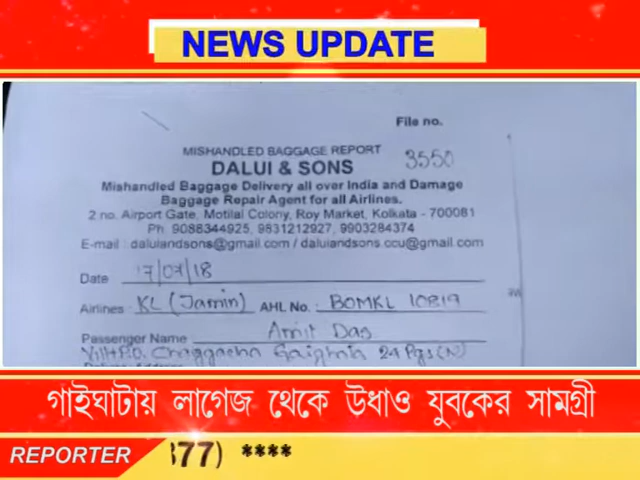 NEWS UPDATE
File no.
MISHANDLED BAGGAGE REPORT
3550
DALUI & SONS
Mishandled Baggage Delivery all over India and Damage
Baggage Repair Agent for all Airlines.
2 no. Airport Gate, Motilal Colony, Roy Market, Kolkata - 700081
Ph 9088344925, 9831212927, 9903284374
E-mail : daluiandsons@gmail.com / daluiandsons.ccu@gmail.com
Date 17/07/18
Airlines : KL (Jamin) AHL No. : BOMKL 10819
Passenger Name Amit Das
Vill+P.O. Gaighata 24 Pgs (N)
গাইঘাটায় লাগেজ থেকে উধাও যুবকের সামগ্রী
REPORTER 377) ****